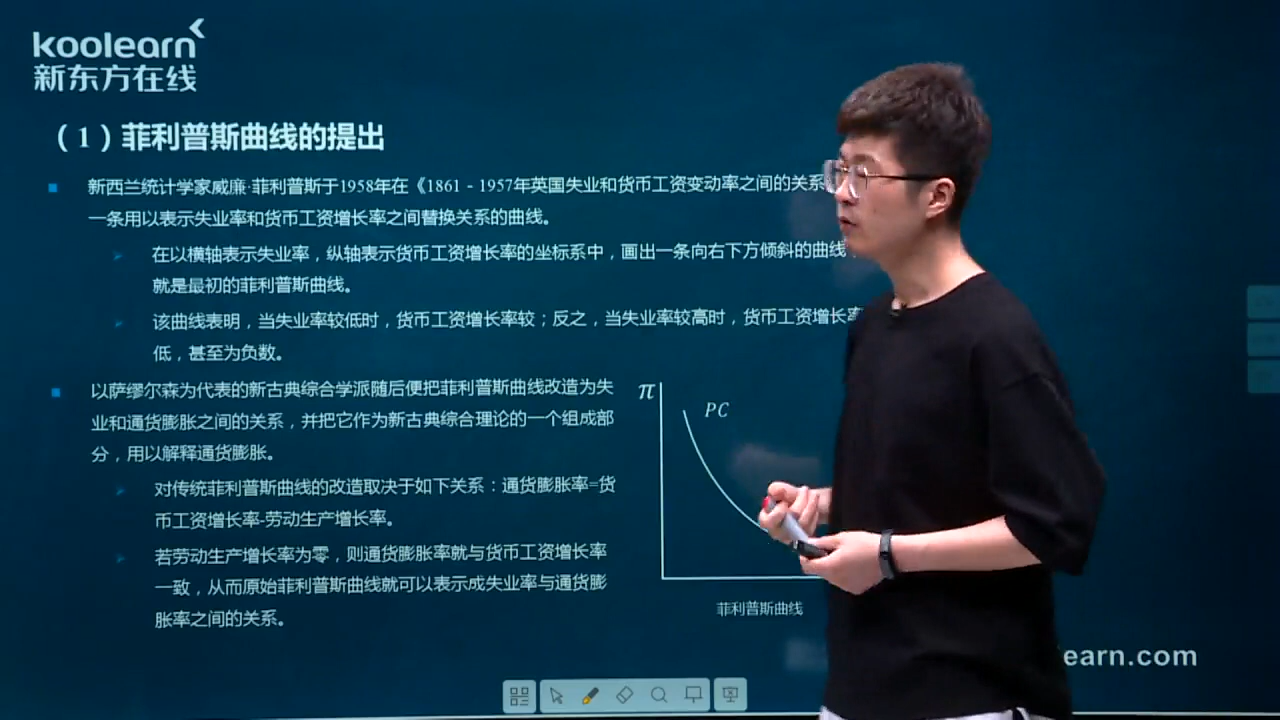 koolearn
新东方在线
（1）菲利普斯曲线的提出
新西兰统计学家威廉·菲利普斯于1958年在《1861 - 1957年英国失业和货币工资变动率之间的关系
一条用以表示失业率和货币工资增长率之间替换关系的曲线。
在以横轴表示失业率，纵轴表示货币工资增长率的坐标系中，画出一条向右下方倾斜的曲线
就是最初的菲利普斯曲线。
该曲线表明，当失业率较低时，货币工资增长率较；反之，当失业率较高时，货币工资增长率
低，甚至为负数。
以萨缪尔森为代表的新古典综合学派随后便把菲利普斯曲线改造为失
业和通货膨胀之间的关系，并把它作为新古典综合理论的一个组成部
分，用以解释通货膨胀。
对传统菲利普斯曲线的改造取决于如下关系：通货膨胀率=货
币工资增长率-劳动生产增长率。
若劳动生产增长率为零，则通货膨胀率就与货币工资增长率
一致，从而原始菲利普斯曲线就可以表示成失业率与通货膨
胀率之间的关系。
π
PC
菲利普斯曲线
earn.com